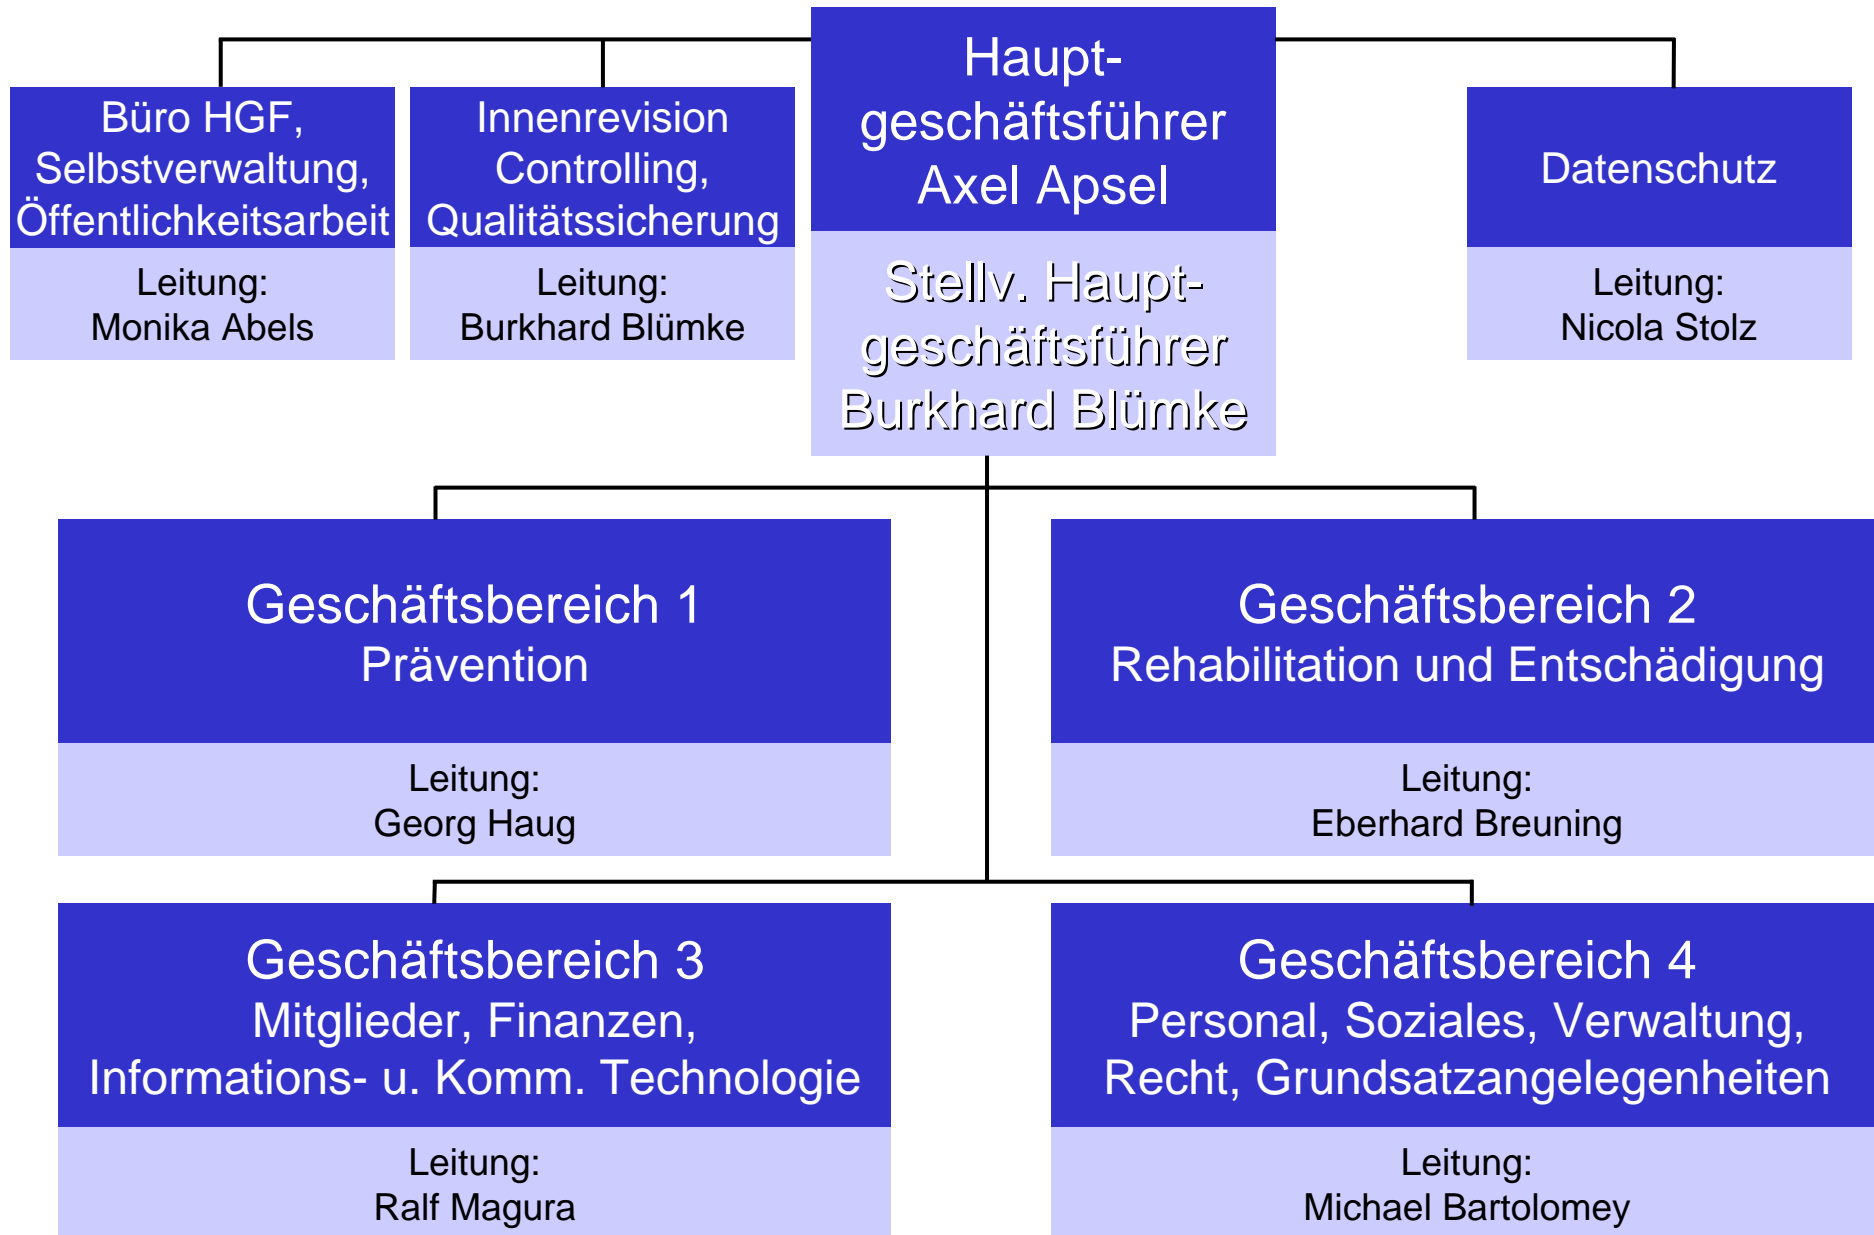 Büro HGF,
Selbstverwaltung,
Öffentlichkeitsarbeit
Leitung:
Monika Abels
Innenrevision
Controlling,
Qualitätssicherung
Leitung:
Burkhard Blümke
Haupt-
geschäftsführer
Axel Apsel
Stellv. Haupt-
geschäftsführer
Burkhard Blümke
Datenschutz
Leitung:
Nicola Stolz
Geschäftsbereich 1
Prävention
Leitung:
Georg Haug
Geschäftsbereich 2
Rehabilitation und Entschädigung
Leitung:
Eberhard Breuning
Geschäftsbereich 3
Mitglieder, Finanzen,
Informations- u. Komm. Technologie
Leitung:
Ralf Magura
Geschäftsbereich 4
Personal, Soziales, Verwaltung,
Recht, Grundsatzangelegenheiten
Leitung:
Michael Bartolomey